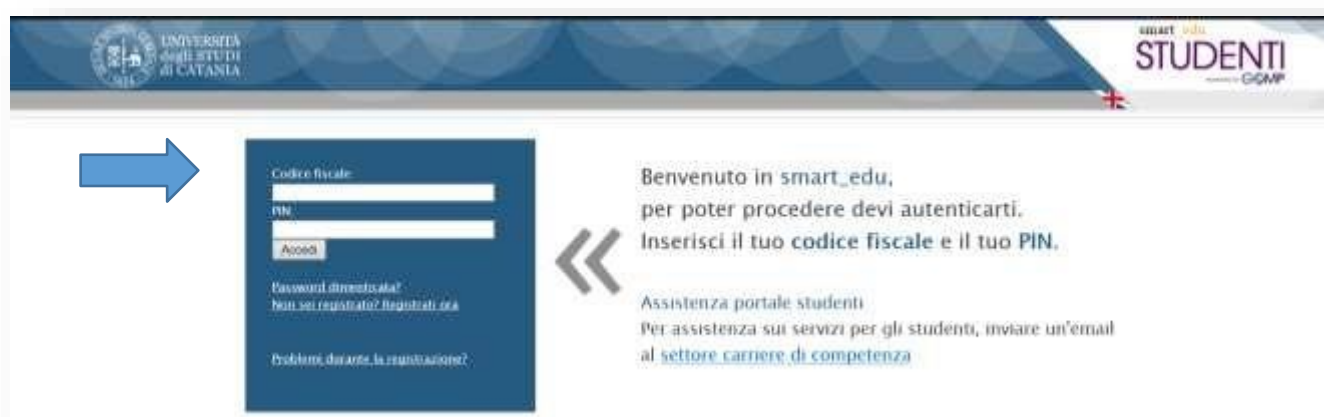 UNIVERSITÀ
degli STUDI
di CATANIA
smart_edu
STUDENTI
GOMP
Codice fiscale
PIN
Accedi
Password dimenticata?
Non sei registrato? Registrati ora
Problemi durante la registrazione?
Benvenuto in smart_edu,
per poter procedere devi autenticarti.
Inserisci il tuo codice fiscale e il tuo PIN.
Assistenza portale studenti
Per assistenza sui servizi per gli studenti, inviare un'email
al settore carriere di competenza